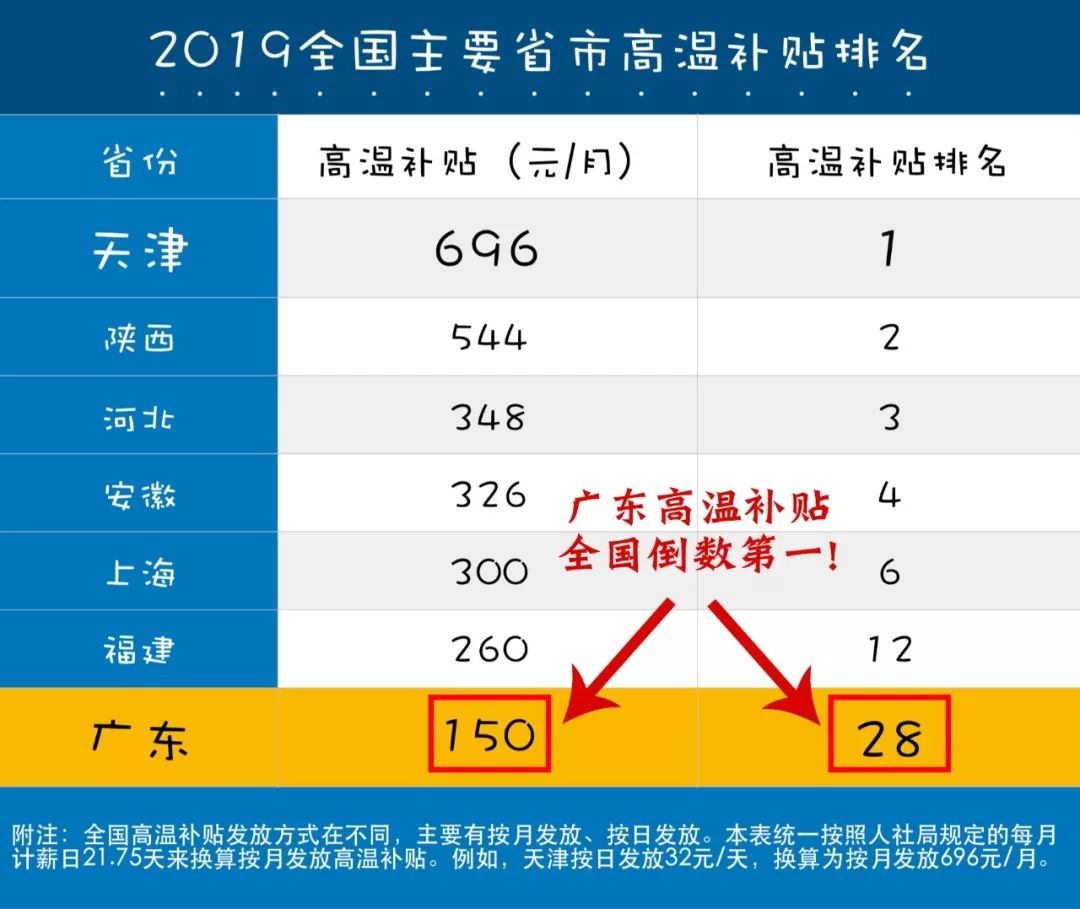 2019全国主要省市高温补贴排名
省份 高温补贴（元/月） 高温补贴排名
天津 696 1
陕西 544 2
河北 348 3
安徽 326 4
广东高温补贴
全国倒数第一!
上海 300 6
福建 260 12
广东 150 28
附注：全国高温补贴发放方式在不同，主要有按月发放、按日发放。本表统一按照人社局规定的每月
计薪日21.75天来换算按月发放高温补贴。例如，天津按日发放32元/天，换算为按月发放696元/月。